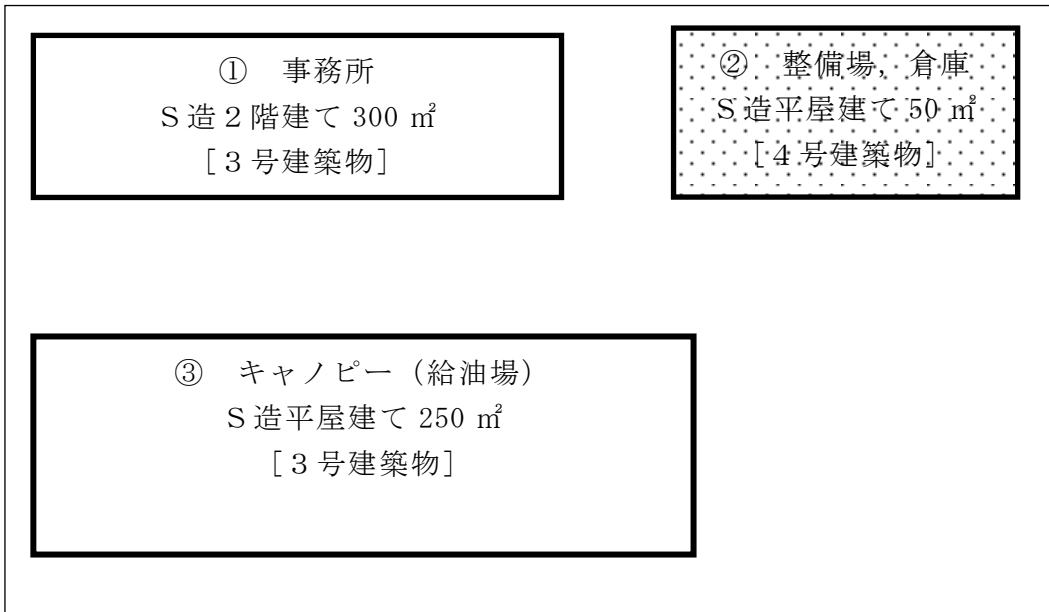 ① 事務所
S造2階建て 300 ㎡
[3号建築物]
② 整備場,倉庫
S造平屋建て 50 ㎡
[4号建築物]
③ キャノピー(給油場)
S造平屋建て 250 ㎡
[3号建築物]